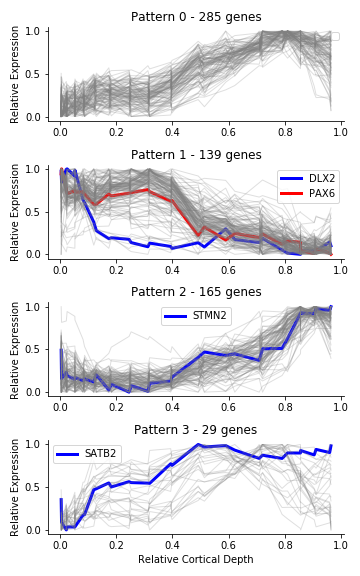 Pattern 0 - 285 genes
Relative Expression
1.0
0.5
0.0
0.0 0.2 0.4 0.6 0.8 1.0
Pattern 1 - 139 genes
Relative Expression
1.0
0.5
0.0
DLX2
PAX6
0.0 0.2 0.4 0.6 0.8 1.0
Pattern 2 - 165 genes
Relative Expression
1.0
0.5
0.0
STMN2
0.0 0.2 0.4 0.6 0.8 1.0
Pattern 3 - 29 genes
Relative Expression
1.0
0.5
0.0
SATB2
0.0 0.2 0.4 0.6 0.8 1.0
Relative Cortical Depth